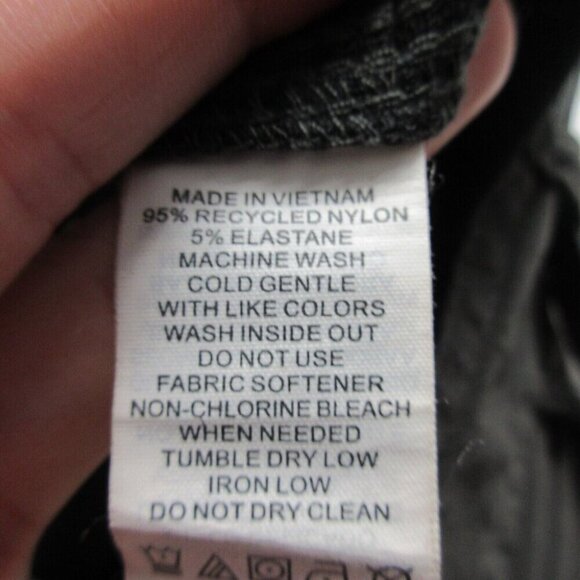 MADE IN VIETNAM
95% RECYCLED NYLON
5% ELASTANE
MACHINE WASH
COLD GENTLE
WITH LIKE COLORS
WASH INSIDE OUT
DO NOT USE
FABRIC SOFTENER
NON-CHLORINE BLEACH
WHEN NEEDED
TUMBLE DRY LOW
IRON LOW
DO NOT DRY CLEAN